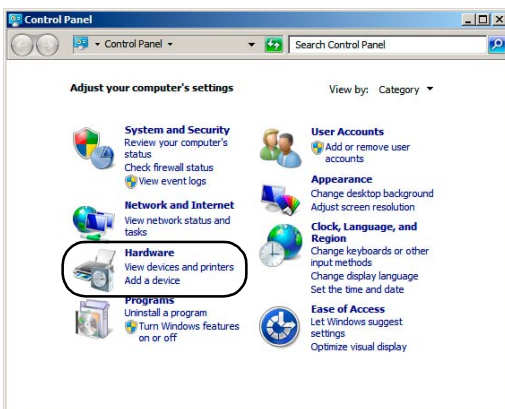 Control Panel
Control Panel
Search Control Panel
Adjust your computer's settings
View by: Category
System and Security
Review your computer's
status
Check firewall status
View event logs
Network and Internet
View network status and
tasks
Hardware
View devices and printers
Add a device
Programs
Uninstall a program
Turn Windows features
on or off
User Accounts
Add or remove user
accounts
Appearance
Change desktop background
Adjust screen resolution
Clock, Language, and
Region
Change keyboards or other
input methods
Change display language
Set the time and date
Ease of Access
Let Windows suggest
settings
Optimize visual display